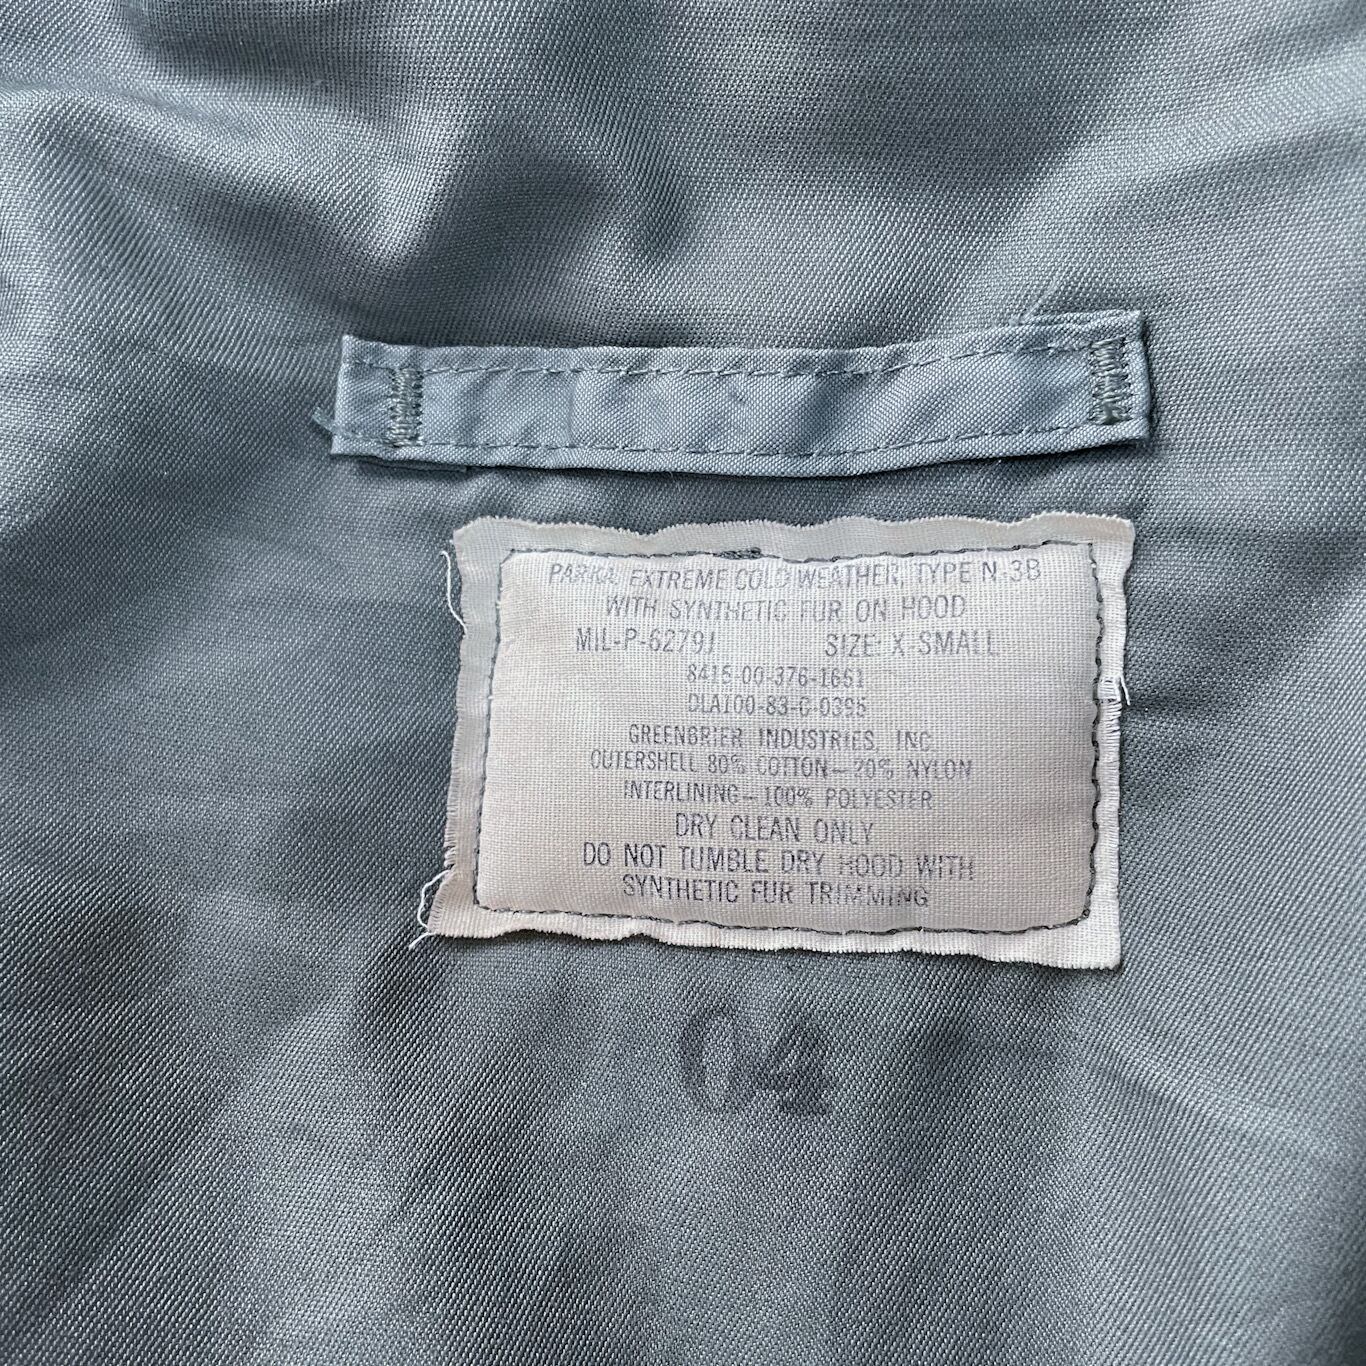 PARKA, EXTREME COLD WEATHER, TYPE N-3B
WITH SYNTHETIC FUR ON HOOD
MIL-P-6279J SIZE: X-SMALL
8415-00-376-1661
DLA100-83-C-0395
GREENBRIER INDUSTRIES, INC.
OUTERSHELL 80% COTTON-20% NYLON
INTERLINING-100% POLYESTER
DRY CLEAN ONLY
DO NOT TUMBLE DRY HOOD WITH
SYNTHETIC FUR TRIMMING
04